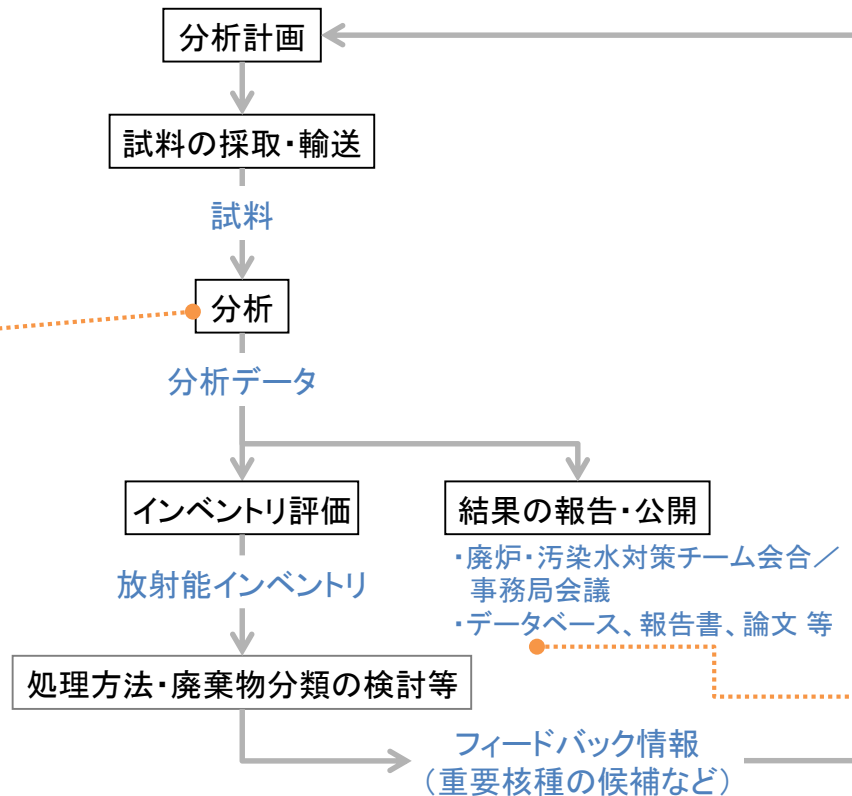 分析計画
試料の採取・輸送
試料
分析
分析データ
インベントリ評価
結果の報告・公開
・廃炉・汚染水対策チーム会合／
事務局会議
・データベース、報告書、論文 等
放射能インベントリ
処理方法・廃棄物分類の検討等
フィードバック情報
（重要核種の候補など）